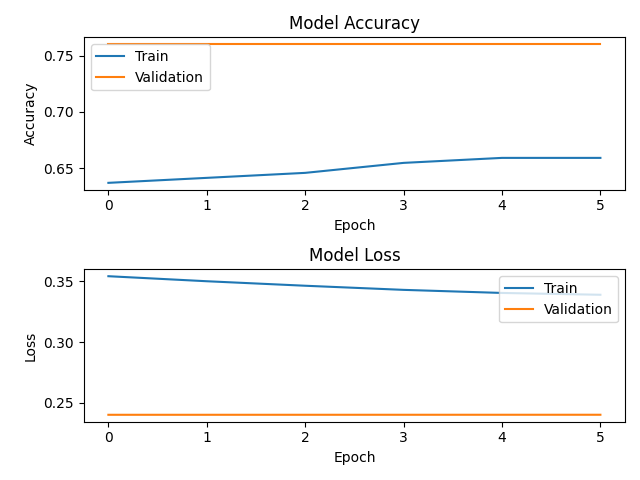 Model Accuracy
Train
Validation
0.75
0.70
0.65
Accuracy
0 1 2 3 4 5
Epoch
Model Loss
Train
Validation
0.35
0.30
0.25
Loss
0 1 2 3 4 5
Epoch